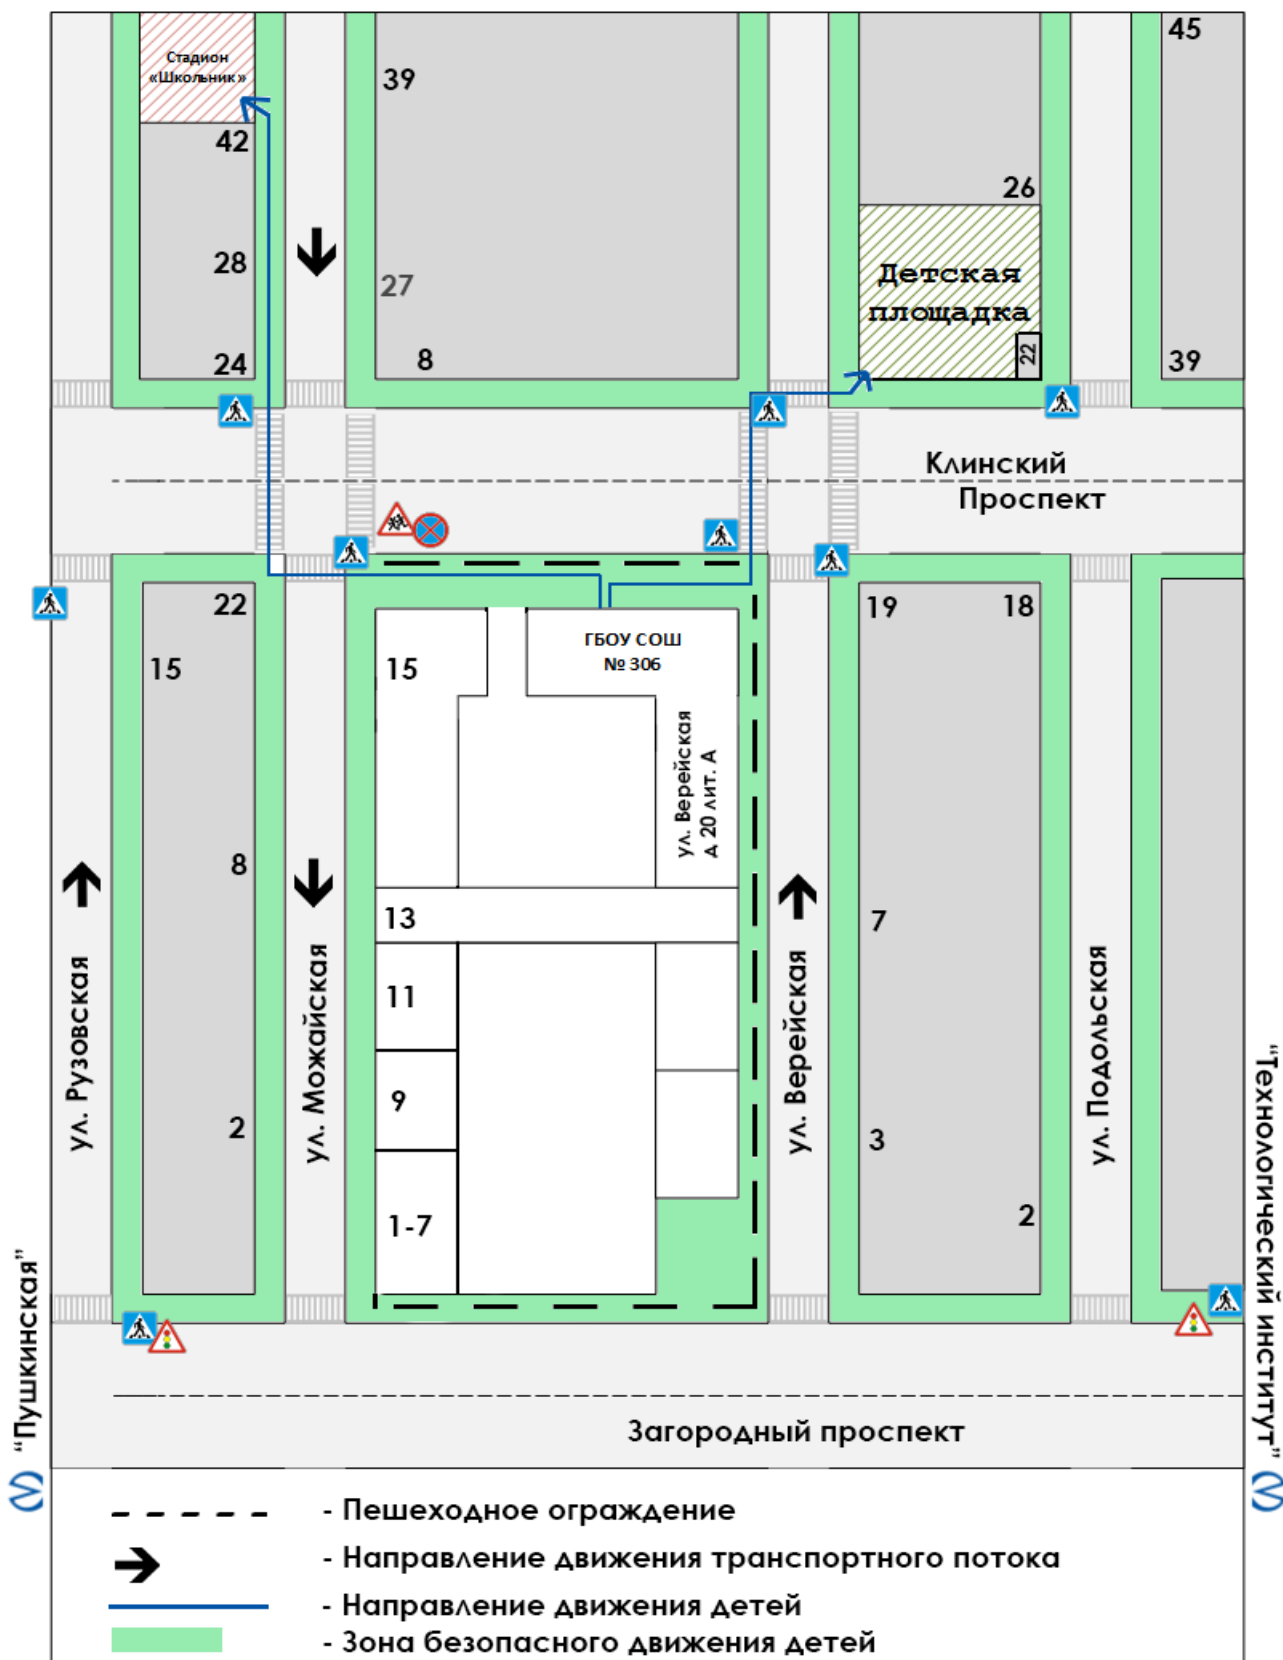 Стадион
«Школьник»
45
39
42
26
28
27
Детская
площадка
24
8
22
39
Клинский
Проспект
22
15
15
ГБОУ СОШ
№ 306
19
18
ул. Верейская
д 20 лит. А
8
13
7
11
9
2
3
1-7
2
ул. Рузовская
ул. Можайская
ул. Верейская
ул. Подольская
"Пушкинская"
"Технологический институт"
Загородный проспект
- Пешеходное ограждение
- Направление движения транспортного потока
- Направление движения детей
- Зона безопасного движения детей